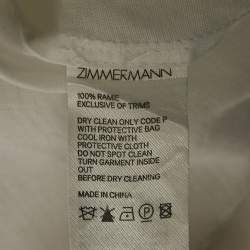 ZIMMERMANN
100% RAMIE
EXCLUSIVE OF TRIMS
DRY CLEAN ONLY CODE P
WITH PROTECTIVE BAG
COOL IRON WITH
PROTECTIVE CLOTH
DO NOT SPOT CLEAN
TURN GARMENT INSIDE
OUT
BEFORE DRY CLEANING
MADE IN CHINA
P